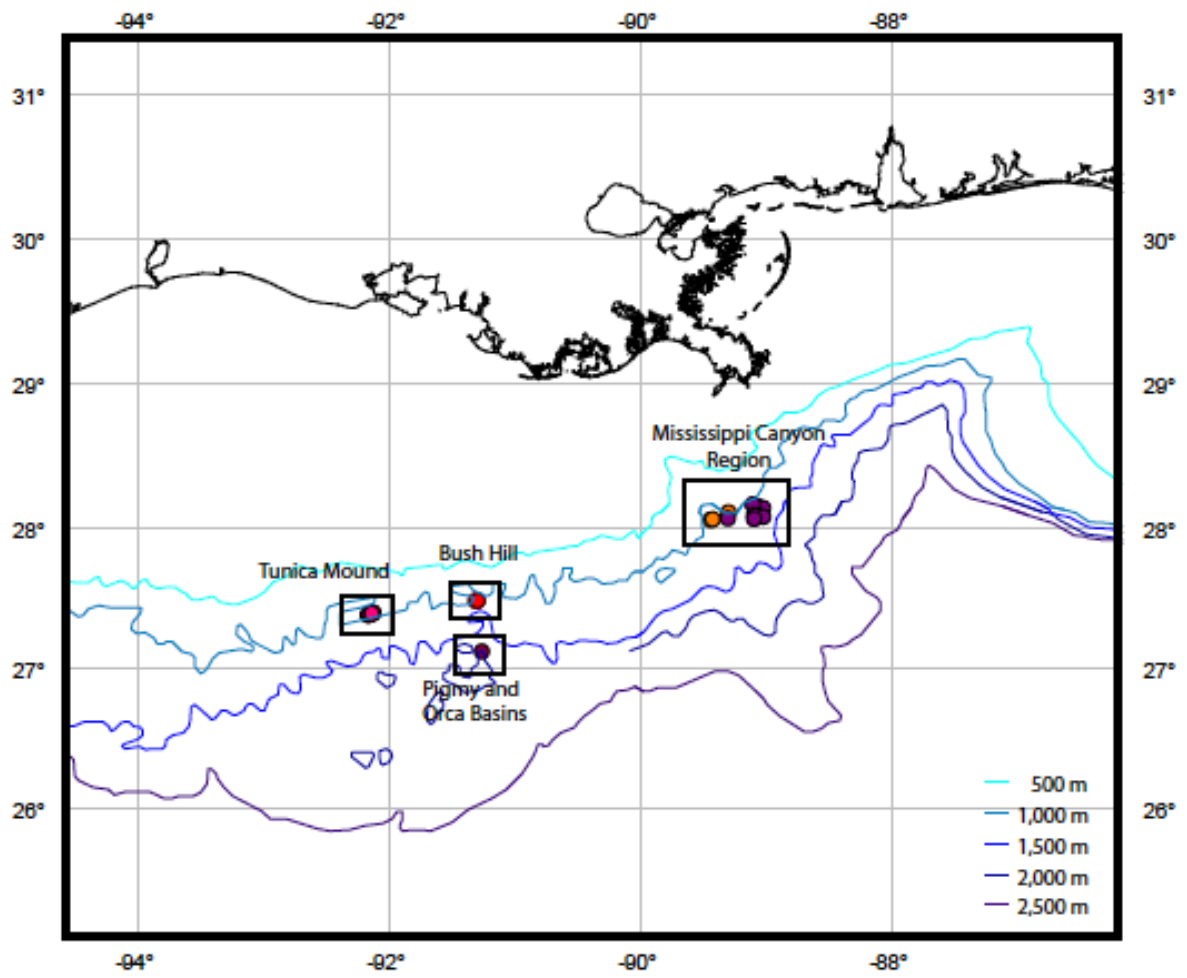 -94° -92° -90° -88°
31° 31°
30° 30°
29° 29°
Mississippi Canyon
Region
28° 28°
Bush Hill
Tunica Mound
27° 27°
Pigmy and
Orca Basins
26° 26°
500 m
1,000 m
1,500 m
2,000 m
2,500 m
-94° -92° -90° -88°